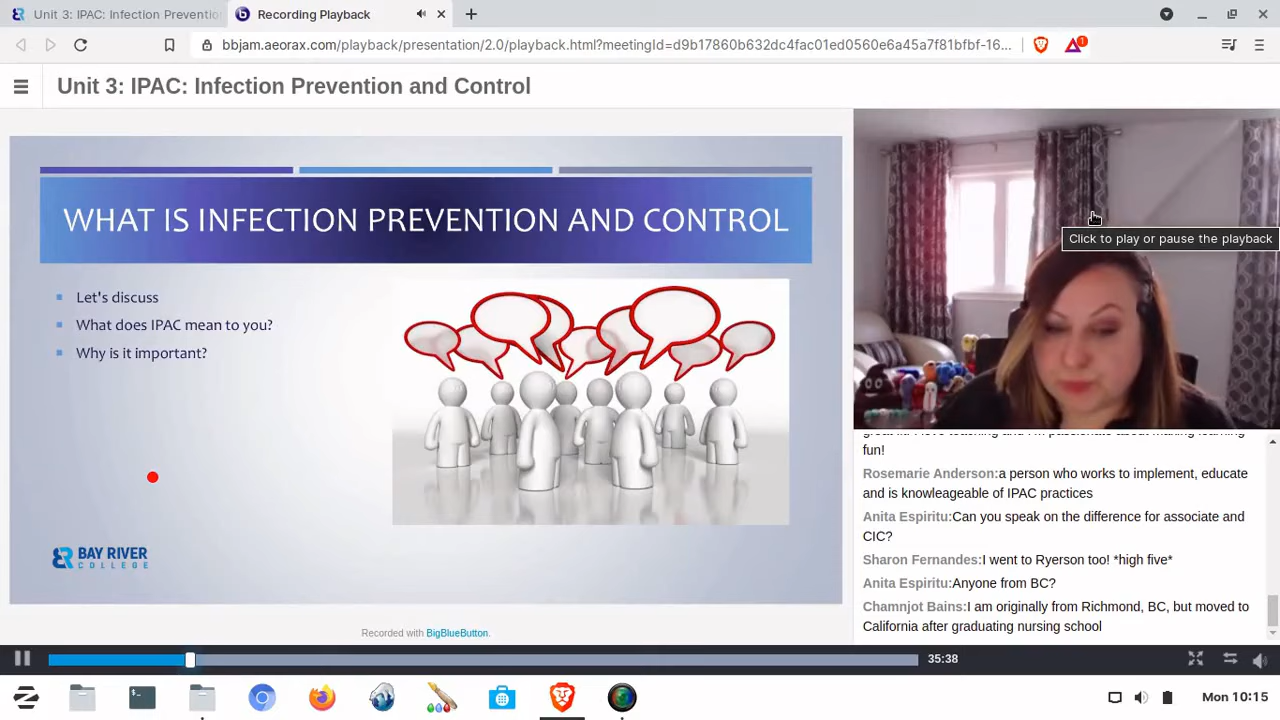 Unit 3: IPAC: Infection Preventio
Recording Playback
bbjam.aeorax.com/playback/presentation/2.0/playback.html?meetingId=d9b17860b632dc4fac01ed0560e6a45a7f81bfbf-16...
1
Unit 3: IPAC: Infection Prevention and Control
WHAT IS INFECTION PREVENTION AND CONTROL
Let's discuss
What does IPAC mean to you?
Why is it important?
BAY RIVER
COLLEGE
Recorded with BigBlueButton.
Click to play or pause the playback
fun!
Rosemarie Anderson:a person who works to implement, educate
and is knowleageable of IPAC practices
Anita Espiritu:Can you speak on the difference for associate and
CIC?
Sharon Fernandes:I went to Ryerson too! *high five*
Anita Espiritu:Anyone from BC?
Chamnjot Bains:I am originally from Richmond, BC, but moved to
California after graduating nursing school
35:38
Mon 10:15